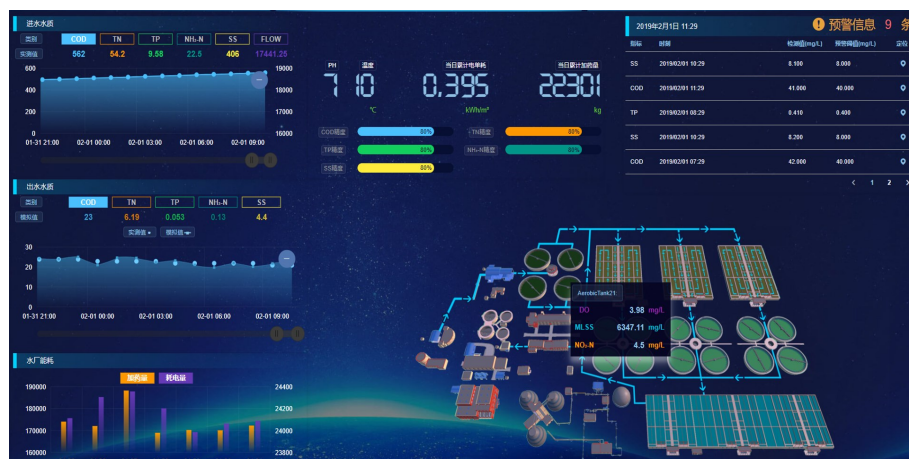 进水水质
类别 COD TN TP NH₃-N SS FLOW
实测值 562 54.2 9.58 22.5 406 17441.25
600 19000
400 18000
200 17000
0 16000
01-31 21:00 02-01 00:00 02-01 03:00 02-01 06:00 02-01 09:00
出水水质
类别 COD TN TP NH₃-N SS
模拟值 23 6.19 0.053 0.13 4.4
实测值 模拟值
30
20
10
0
01-31 21:00 02-01 00:00 02-01 03:00 02-01 06:00 02-01 09:00
水厂能耗
加药量 耗电量
190000 24400
180000 24200
170000 24000
160000 23800
PH 温度 当日累计电单耗 当日累计加药量
7 10 0.395 22301
℃ kWh/m³ kg
COD精度 80% TN精度 80%
TP精度 80% NH₃-N精度 80%
SS精度 80%
2019年2月1日 11:29 预警信息 9 条
指标 时刻 检测值(mg/L) 预警阈值(mg/L) 定位
SS 2019/02/01 10:29 8.100 8.000
COD 2019/02/01 11:29 41.000 40.000
TP 2019/02/01 08:29 0.410 0.400
SS 2019/02/01 10:29 8.200 8.000
COD 2019/02/01 07:29 42.000 40.000
< 1 2 >
AerobicTank21:
DO 3.98 mg/L
MLSS 6347.11 mg/L
NO₃-N 4.5 mg/L